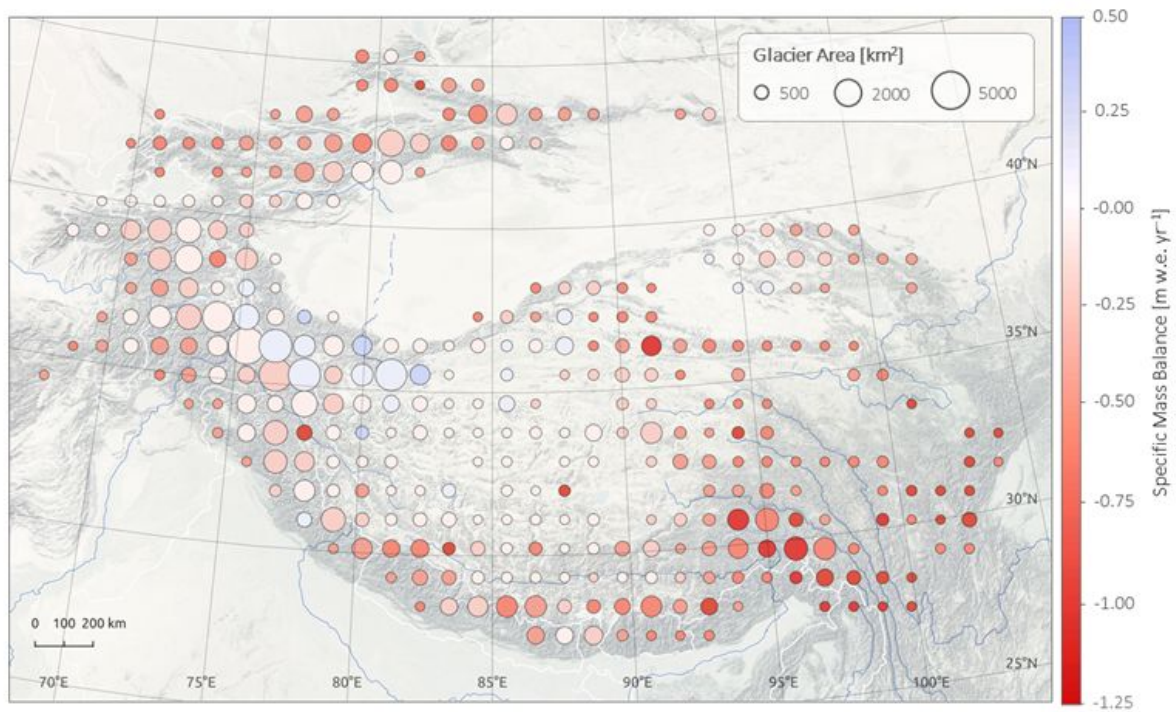 Glacier Area [km²]
500 2000 5000
40°N
35°N
30°N
25°N
0 100 200 km
70°E 75°E 80°E 85°E 90°E 95°E 100°E
0.50
0.25
-0.00
-0.25
-0.50
-0.75
-1.00
-1.25
Specific Mass Balance [m w.e. yr⁻¹]